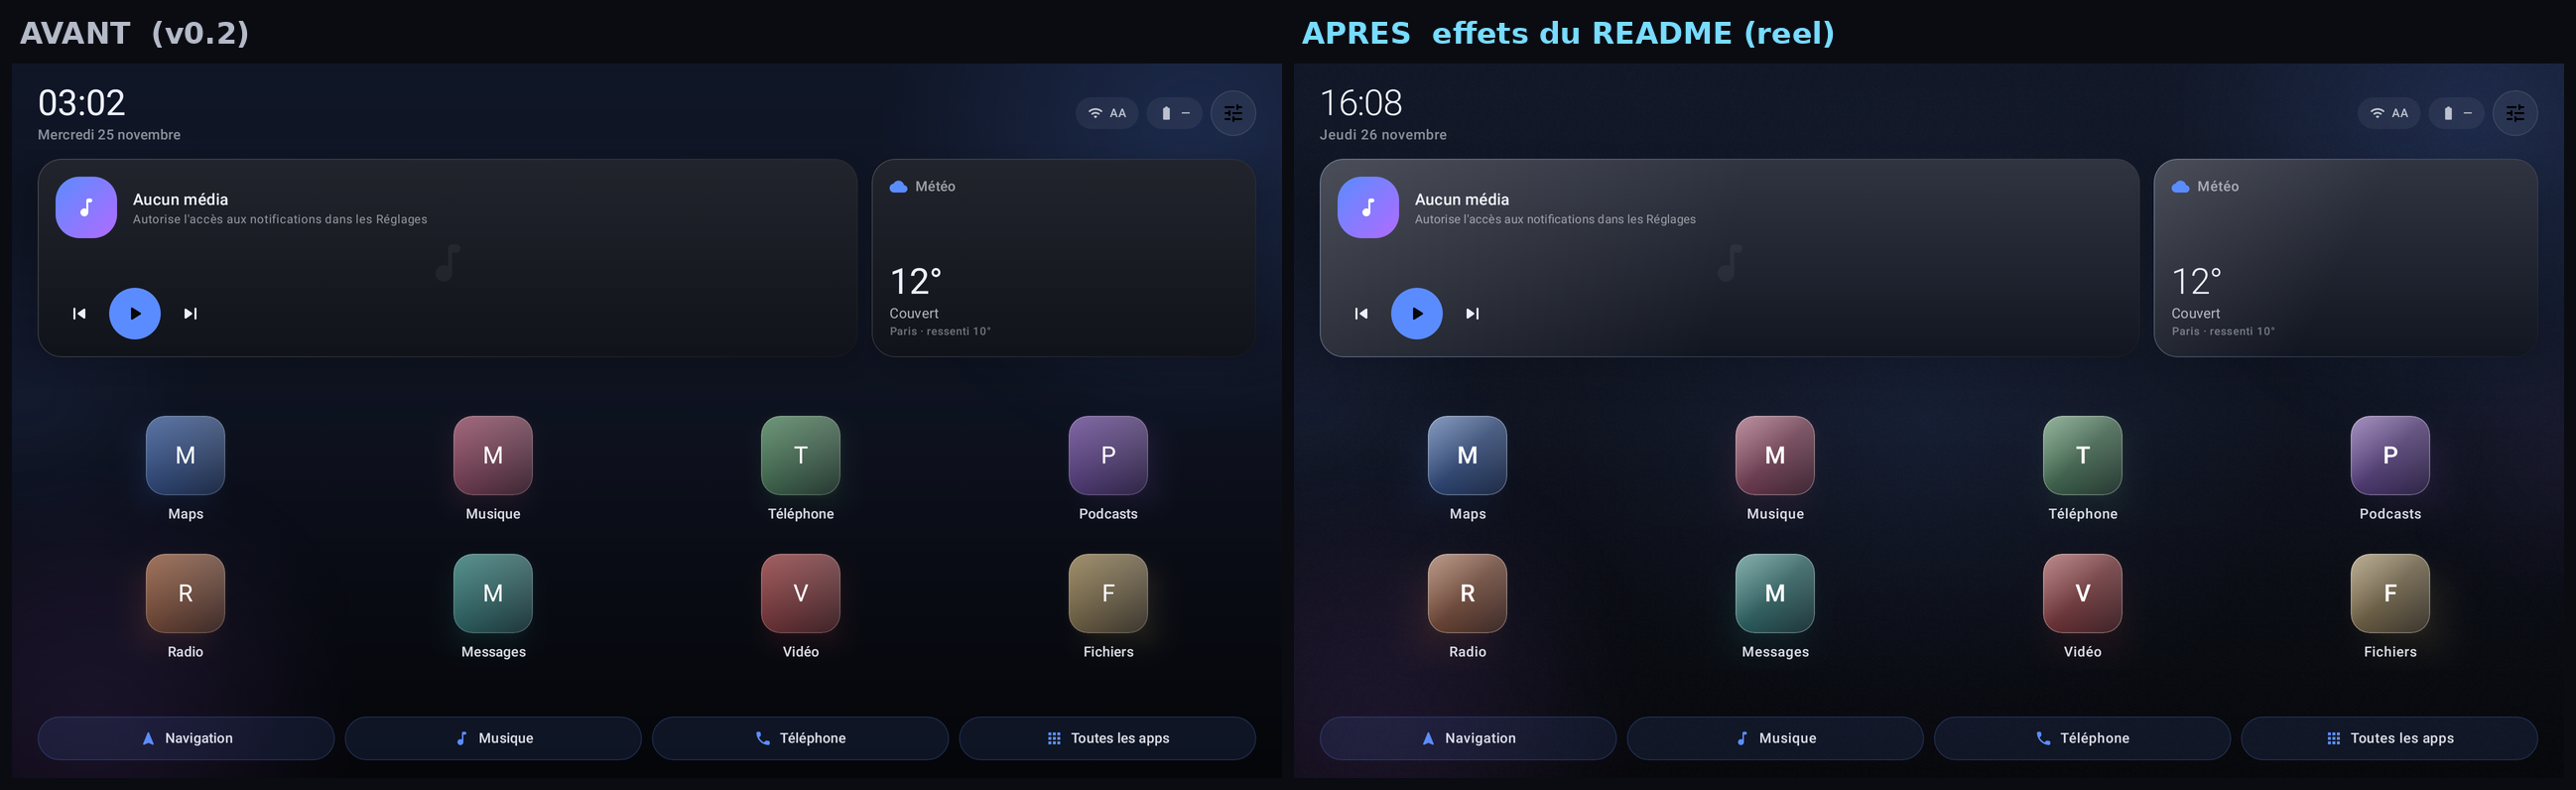 AVANT (v0.2)
03:02
Mercredi 25 novembre
AA
–
Aucun média
Autorise l'accès aux notifications dans les Réglages
Météo
12°
Couvert
Paris · ressenti 10°
M
M
T
P
Maps
Musique
Téléphone
Podcasts
R
M
V
F
Radio
Messages
Vidéo
Fichiers
Navigation
Musique
Téléphone
Toutes les apps
APRES effets du README (reel)
16:08
Jeudi 26 novembre
AA
–
Aucun média
Autorise l'accès aux notifications dans les Réglages
Météo
12°
Couvert
Paris · ressenti 10°
M
M
T
P
Maps
Musique
Téléphone
Podcasts
R
M
V
F
Radio
Messages
Vidéo
Fichiers
Navigation
Musique
Téléphone
Toutes les apps